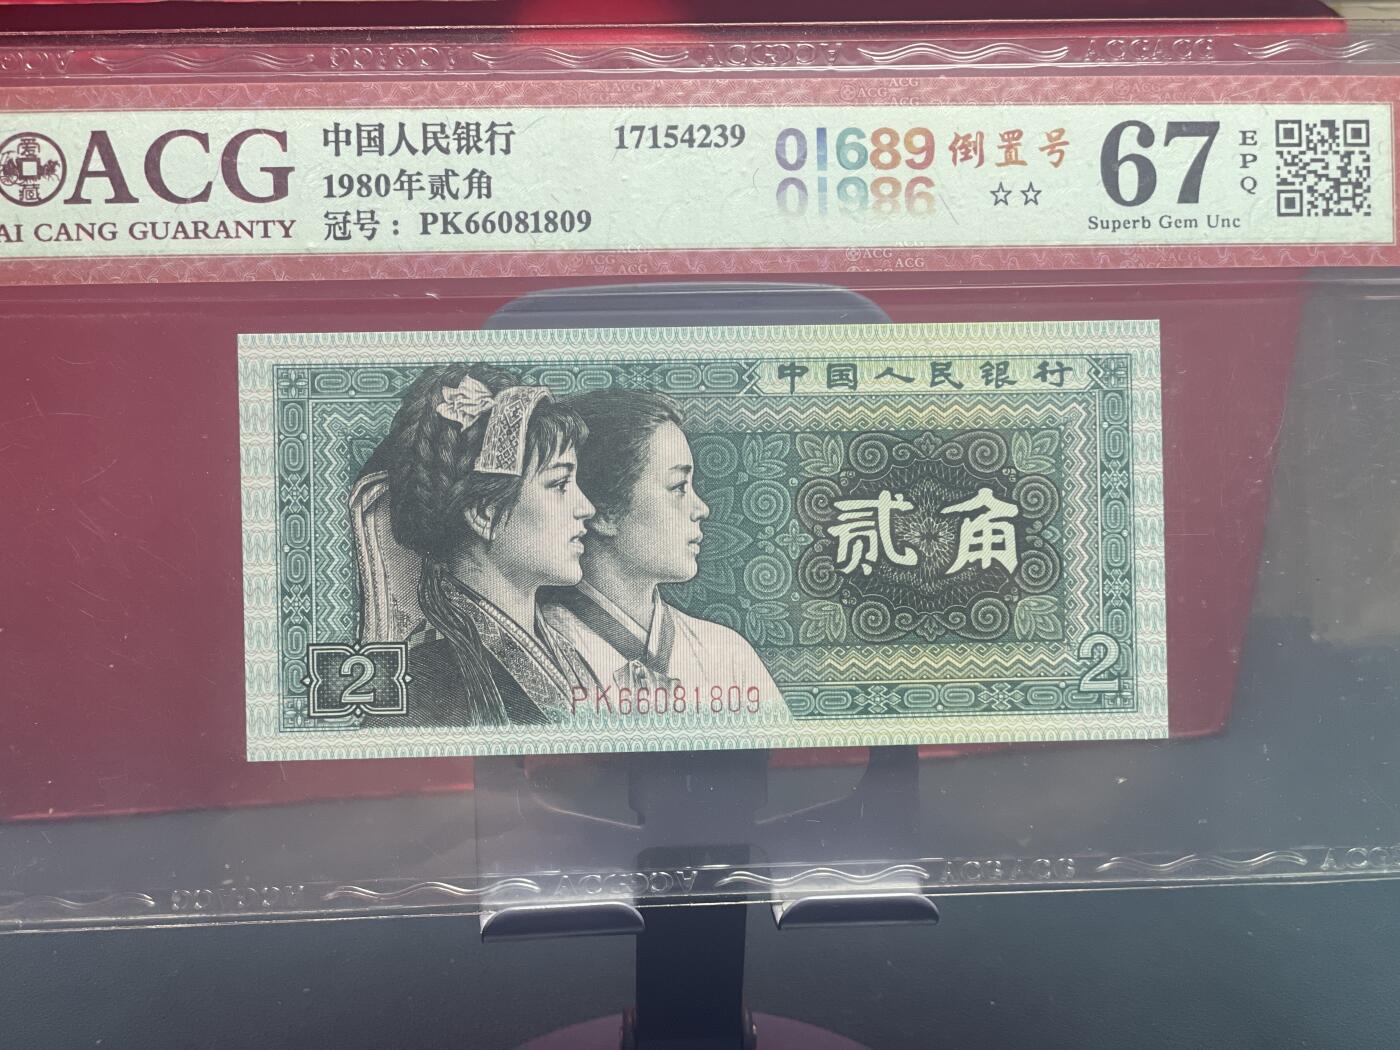 ACG
AI CANG GUARANTY
中国人民银行
1980年贰角
冠号：PK66081809
17154239
01689 倒置号
01986
☆☆
67
EPQ
Superb Gem Unc
中国人民银行
贰角
2
2
PK66081809
ACGACG